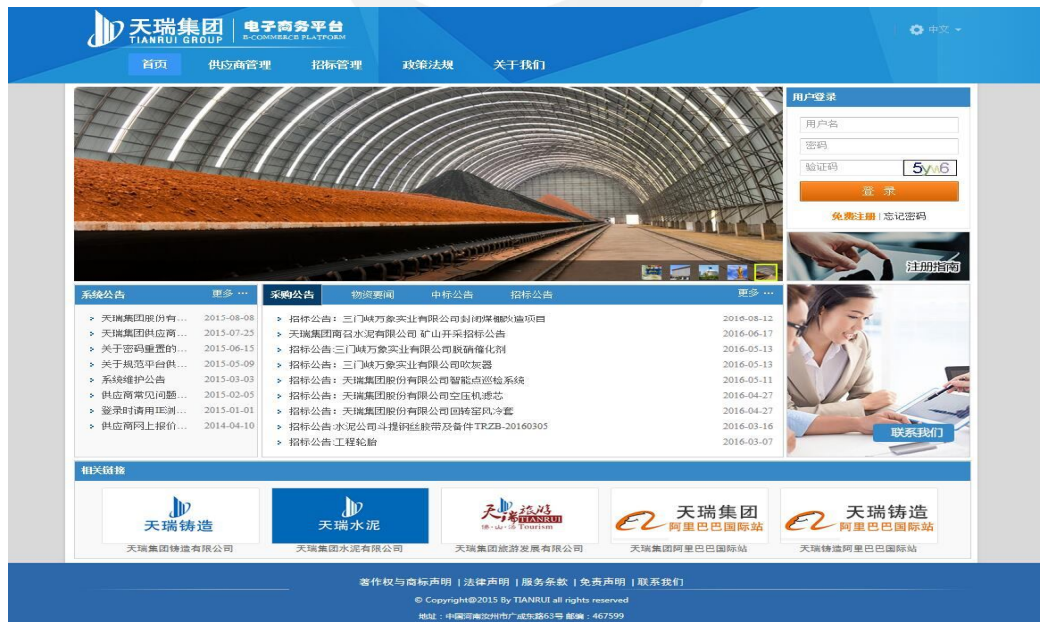 天瑞集团
TIANRUI GROUP
电子商务平台
E-COMMERCE PLATFORM
中文
首页 供应商管理 招标管理 政策法规 关于我们
用户登录
用户名
密码
验证码 5yw6
登 录
免费注册 | 忘记密码
注册指南
系统公告 更多 ...
天瑞集团股份有... 2015-08-08
天瑞集团供应商... 2015-07-25
关于密码重置的... 2015-06-15
关于规范平台供... 2015-05-09
系统维护公告 2015-03-03
供应商常见问题... 2015-02-05
登录时请用IE浏... 2015-01-01
供应商网上报价... 2014-04-10
采购公告 物资要闻 中标公告 招标公告 更多 ...
招标公告：三门峡万象实业有限公司封闭煤棚改造项目 2016-08-12
天瑞集团南召水泥有限公司 矿山开采招标公告 2016-06-17
招标公告:三门峡万象实业有限公司脱硝催化剂 2016-05-13
招标公告：三门峡万象实业有限公司吹灰器 2016-05-13
招标公告：天瑞集团股份有限公司智能点巡检系统 2016-05-11
招标公告：天瑞集团股份有限公司空压机滤芯 2016-04-27
招标公告：天瑞集团股份有限公司回转窑风冷套 2016-04-27
招标公告:水泥公司斗提钢丝胶带及备件TRZB-20160305 2016-03-16
招标公告:工程轮胎 2016-03-07
联系我们
相关链接
天瑞铸造
天瑞集团铸造有限公司
天瑞水泥
天瑞集团水泥有限公司
天瑞旅游
TIANRUI
佛·山·汤 Tourism
天瑞集团旅游发展有限公司
天瑞集团
阿里巴巴国际站
天瑞集团阿里巴巴国际站
天瑞铸造
阿里巴巴国际站
天瑞铸造阿里巴巴国际站
著作权与商标声明 | 法律声明 | 服务条款 | 免责声明 | 联系我们
© Copyright@2015 By TIANRUI all rights reserved
地址：中国河南汝州市广成东路63号 邮编：467599